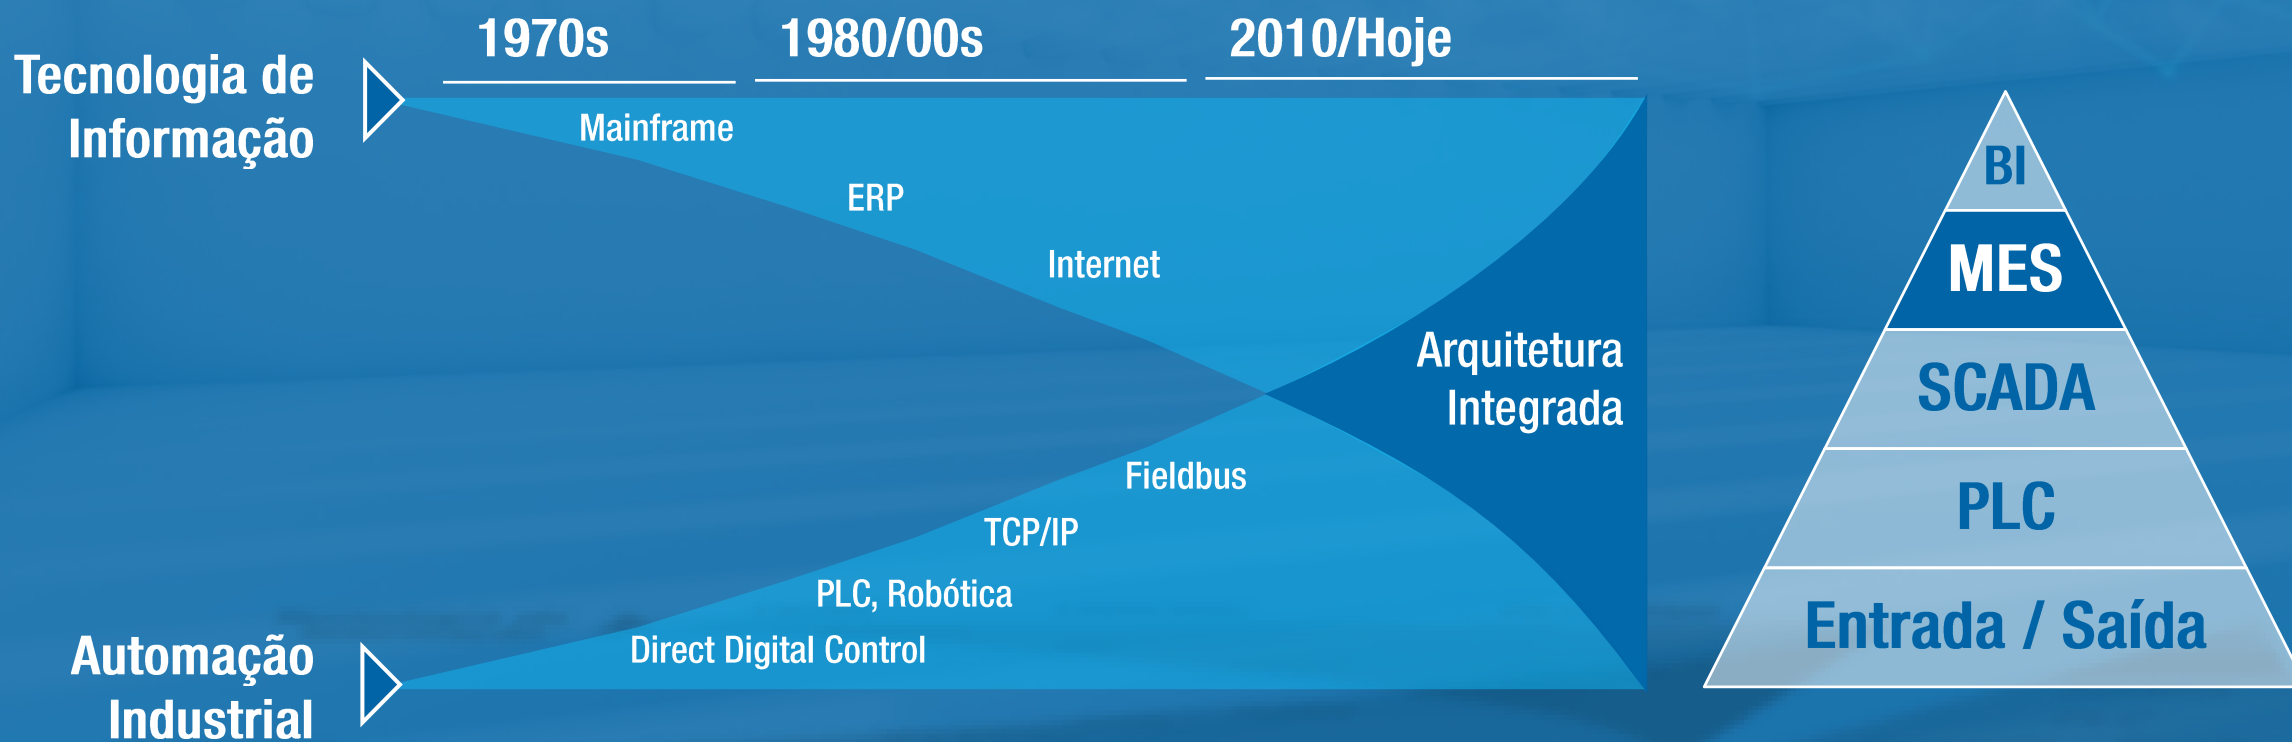 1970s
1980/00s
2010/Hoje
Tecnologia de
Informação
Mainframe
ERP
Internet
Arquitetura
Integrada
Fieldbus
TCP/IP
PLC, Robótica
Direct Digital Control
Automação
Industrial
BI
MES
SCADA
PLC
Entrada / Saída